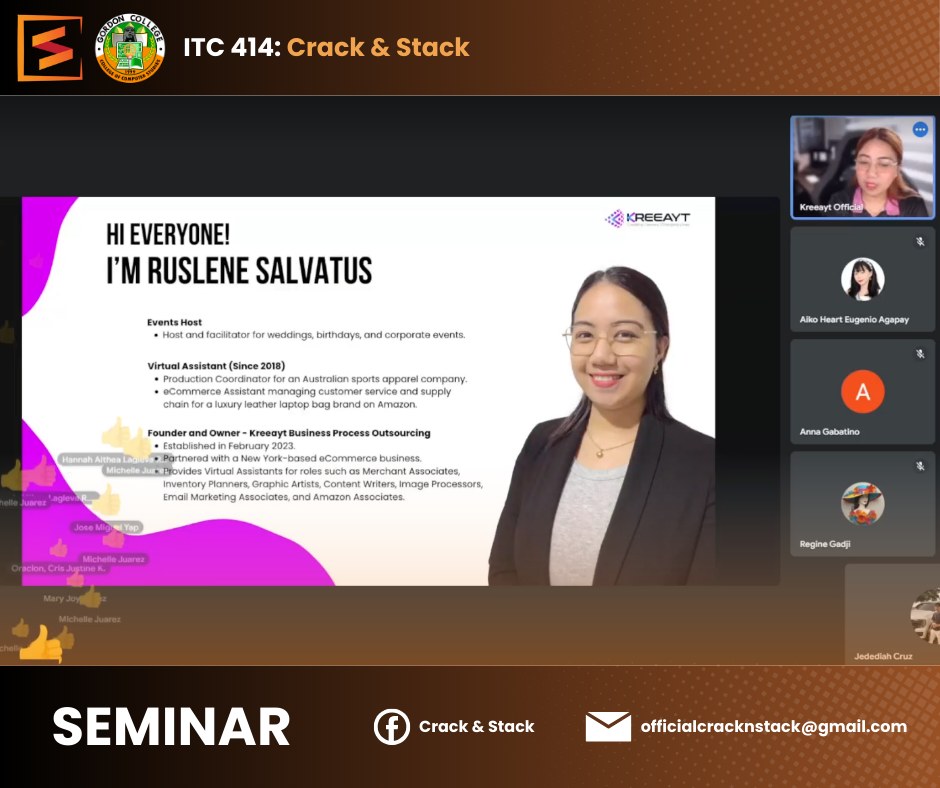 ITC 414: Crack & Stack
GORDON COLLEGE
COLLEGE OF COMPUTER STUDIES
HI EVERYONE!
I'M RUSLENE SALVATUS
KREEAYT
Events Host
• Host and facilitator for weddings, birthdays, and corporate events.
Virtual Assistant (Since 2018)
• Production Coordinator for an Australian sports apparel company.
• eCommerce Assistant managing customer service and supply
chain for a luxury leather laptop bag brand on Amazon.
Founder and Owner - Kreeayt Business Process Outsourcing
• Established in February 2023.
• Partnered with a New York-based eCommerce business.
• Provides Virtual Assistants for roles such as Merchant Associates,
Inventory Planners, Graphic Artists, Content Writers, Image Processors,
Email Marketing Associates, and Amazon Associates.
Hannah Althea
Michelle Juarez
Juarez
Jose Miguel Yap
Michelle Juarez
Oracion, Cris Justine K.
Mary Joy
Michelle Juarez
Kreeayt Official
Aiko Heart Eugenio Agapay
A
Anna Gabatino
Regine Gadji
Jedediah Cruz
SEMINAR
Crack & Stack
officialcracknstack@gmail.com